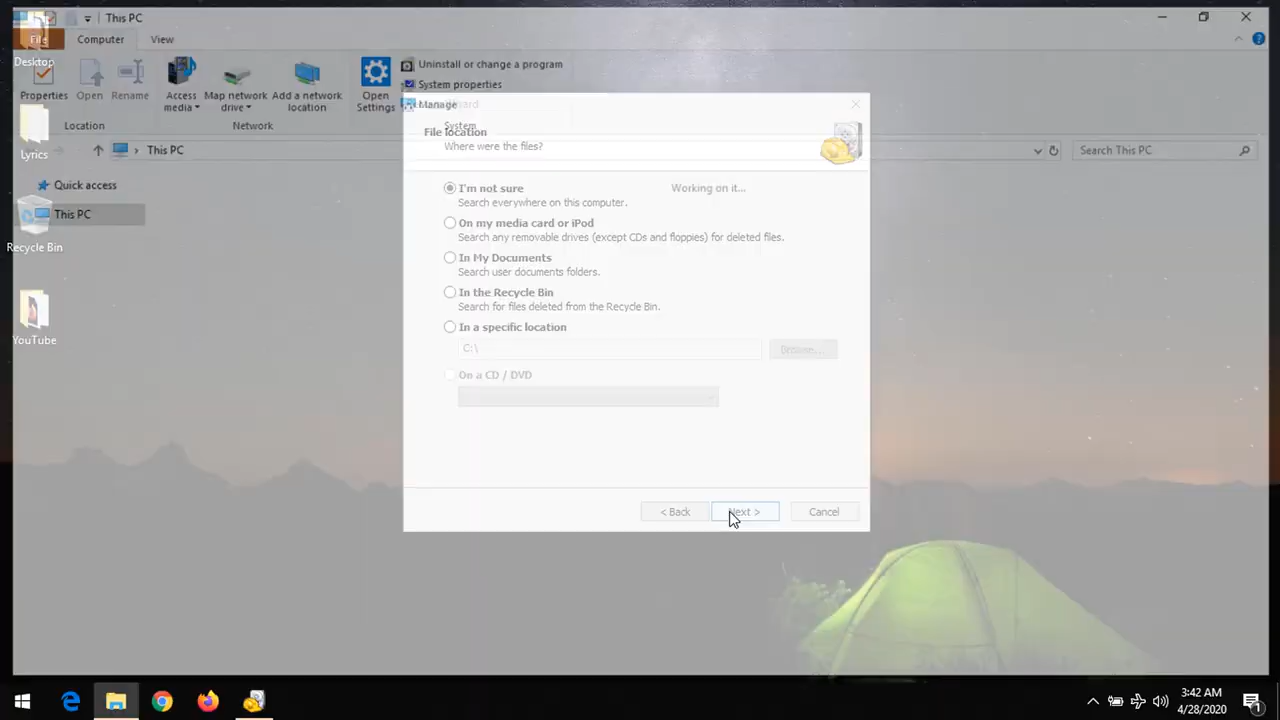 This PC
File
Computer
View
Desktop
Properties
Open
Rename
Access media
Map network drive
Add a network location
Open Settings
Uninstall or change a program
System properties
Manage
Location
Network
System
This PC
Search This PC
File location
Where were the files?
Lyrics
Quick access
This PC
Recycle Bin
YouTube
I'm not sure
Working on it...
Search everywhere on this computer.
On my media card or iPod
Search any removable drives (except CDs and floppies) for deleted files.
In My Documents
Search user documents folders.
In the Recycle Bin
Search for files deleted from the Recycle Bin.
In a specific location
C:\
Browse...
On a CD / DVD
< Back
Next >
Cancel
3:42 AM
4/28/2020
1